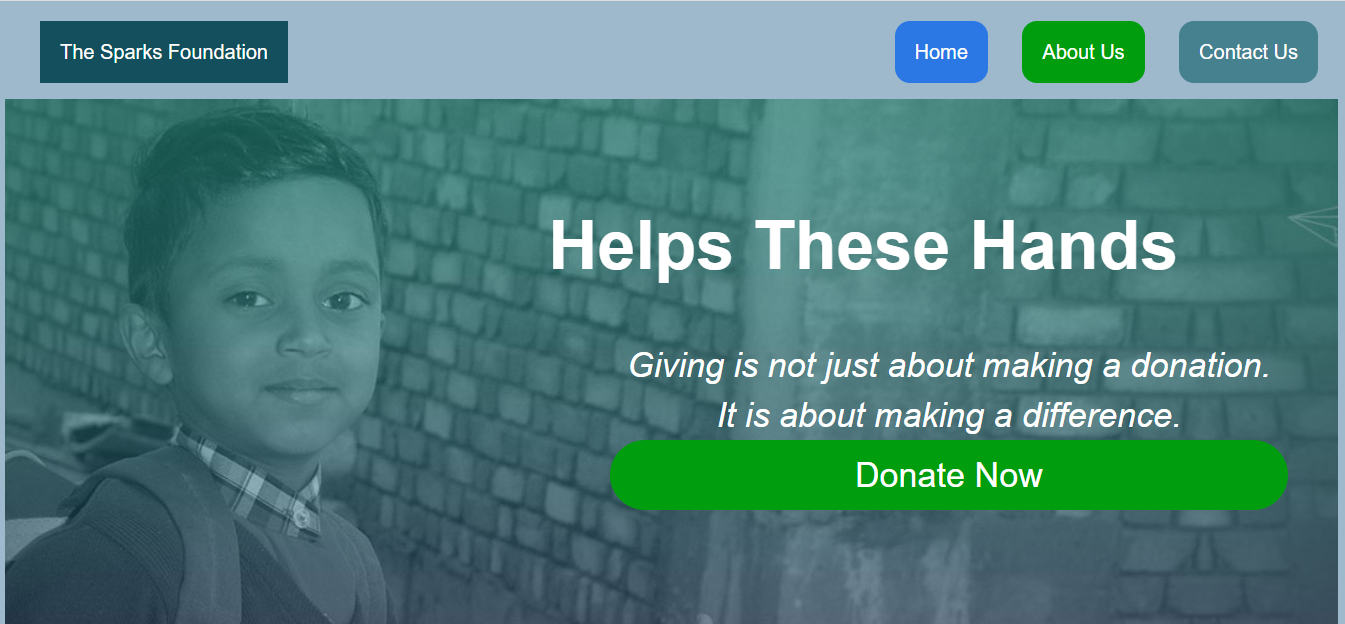 The Sparks Foundation
Home
About Us
Contact Us
Helps These Hands
Giving is not just about making a donation.
It is about making a difference.
Donate Now